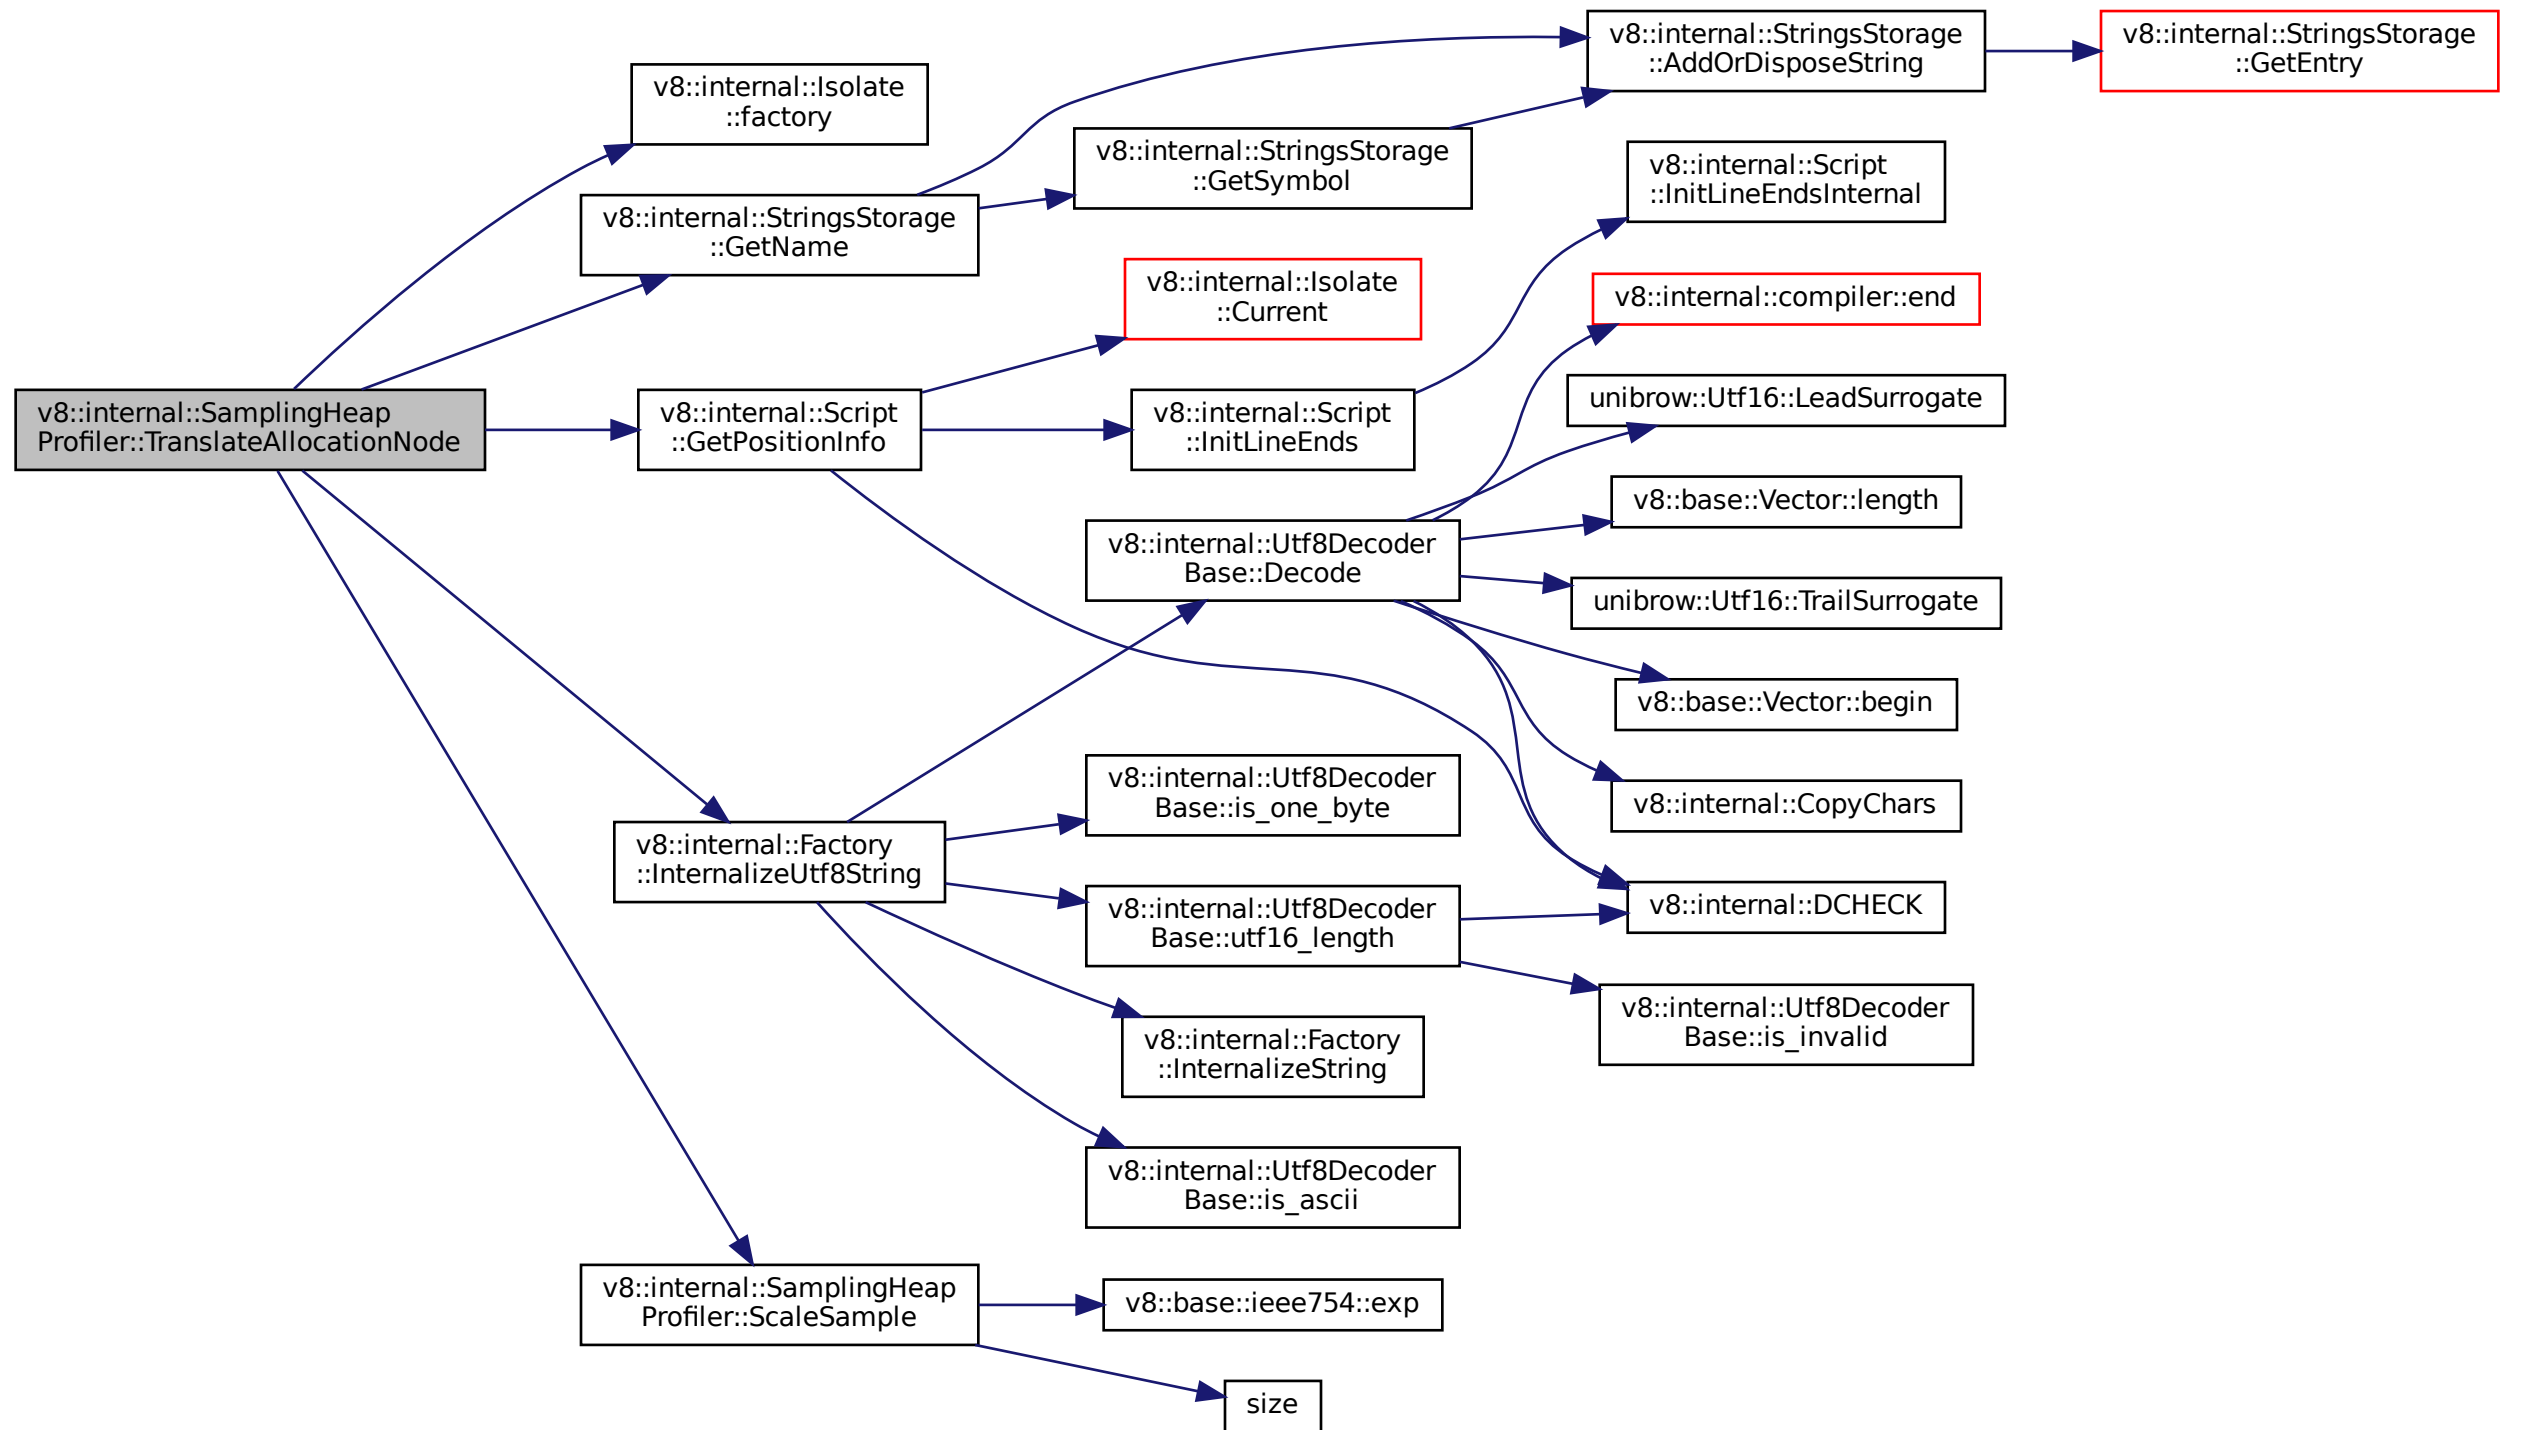 v8::internal::SamplingHeap
Profiler::TranslateAllocationNode
v8::internal::Isolate
::factory
v8::internal::StringsStorage
::GetName
v8::internal::Script
::GetPositionInfo
v8::internal::Factory
::InternalizeUtf8String
v8::internal::SamplingHeap
Profiler::ScaleSample
v8::internal::StringsStorage
::GetSymbol
v8::internal::Isolate
::Current
v8::internal::Script
::InitLineEnds
v8::internal::Utf8Decoder
Base::Decode
v8::internal::Utf8Decoder
Base::is_one_byte
v8::internal::Utf8Decoder
Base::utf16_length
v8::internal::Factory
::InternalizeString
v8::internal::Utf8Decoder
Base::is_ascii
v8::base::ieee754::exp
size
v8::internal::StringsStorage
::AddOrDisposeString
v8::internal::Script
::InitLineEndsInternal
v8::internal::compiler::end
unibrow::Utf16::LeadSurrogate
v8::base::Vector::length
unibrow::Utf16::TrailSurrogate
v8::base::Vector::begin
v8::internal::CopyChars
v8::internal::DCHECK
v8::internal::Utf8Decoder
Base::is_invalid
v8::internal::StringsStorage
::GetEntry